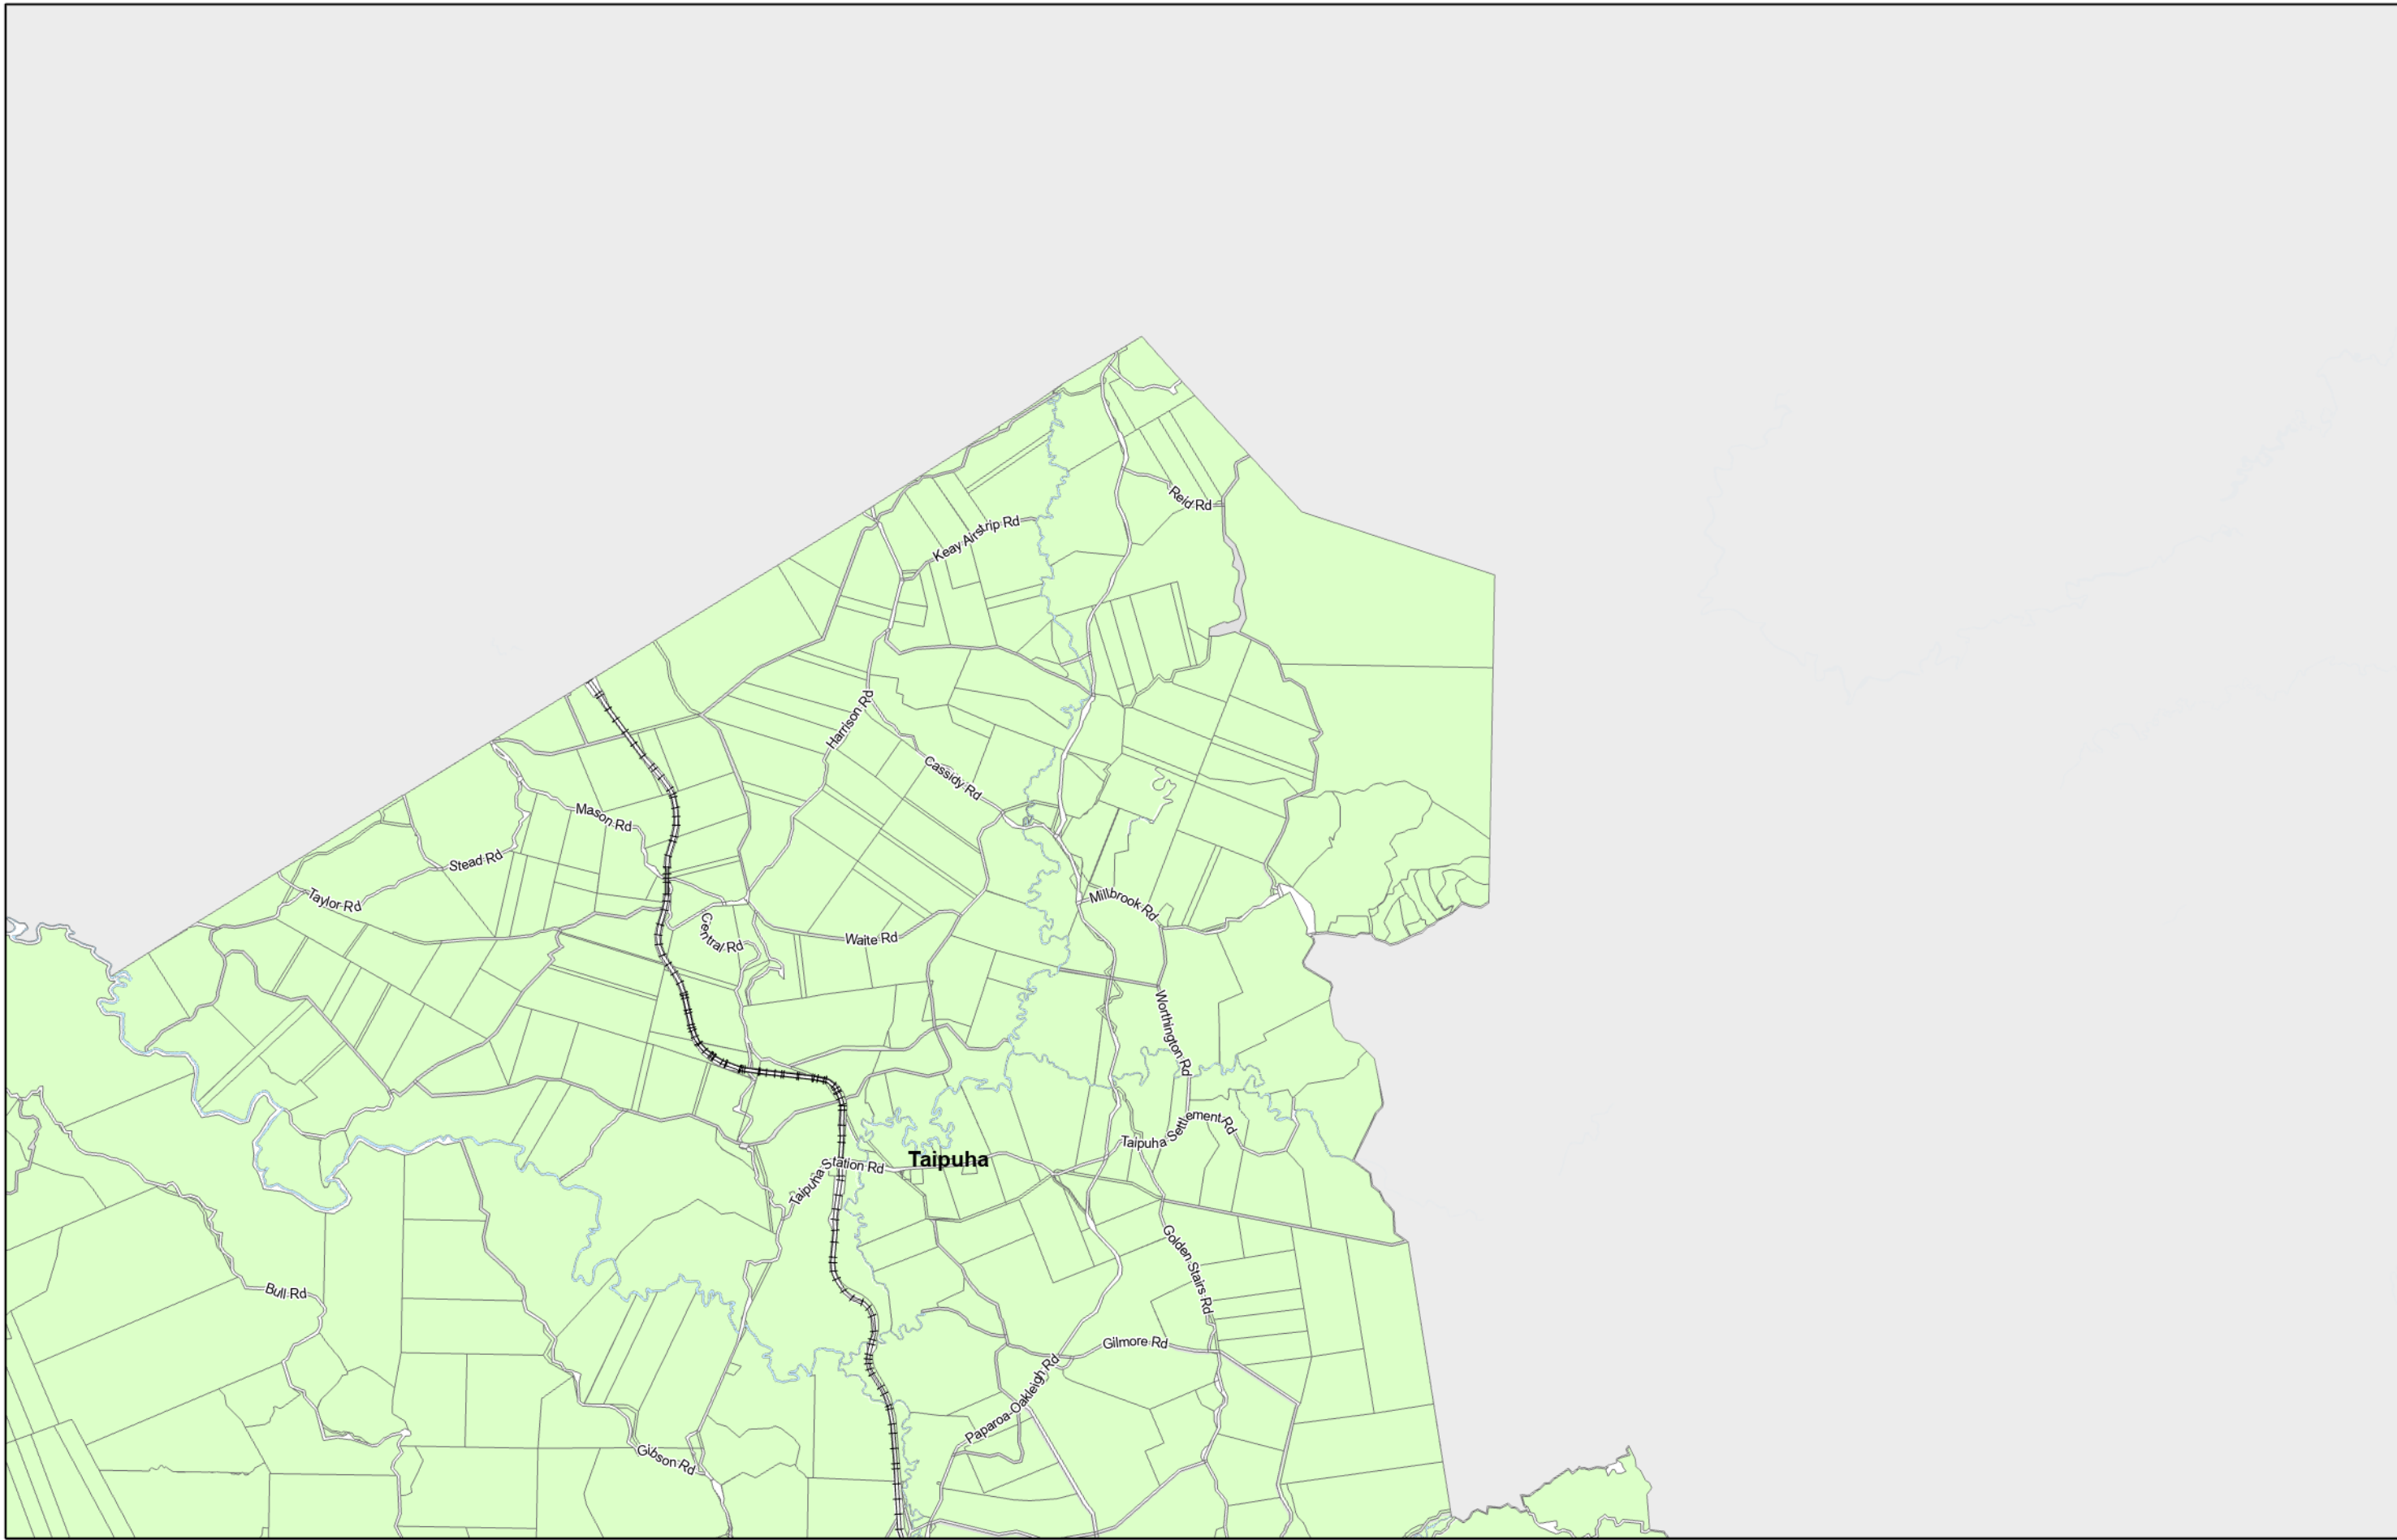 Reid Rd
Keay Airstrip Rd
Harrison Rd
Cassidy Rd
Mason Rd
Stead Rd
Taylor Rd
Millbrook Rd
Central Rd
Waite Rd
Worthington Rd
Taipuha Settlement Rd
Taipuha
Taipuha Station Rd
Golden Stairs Rd
Bull Rd
Gilmore Rd
Paparoa-Oakleigh Rd
Gibson Rd